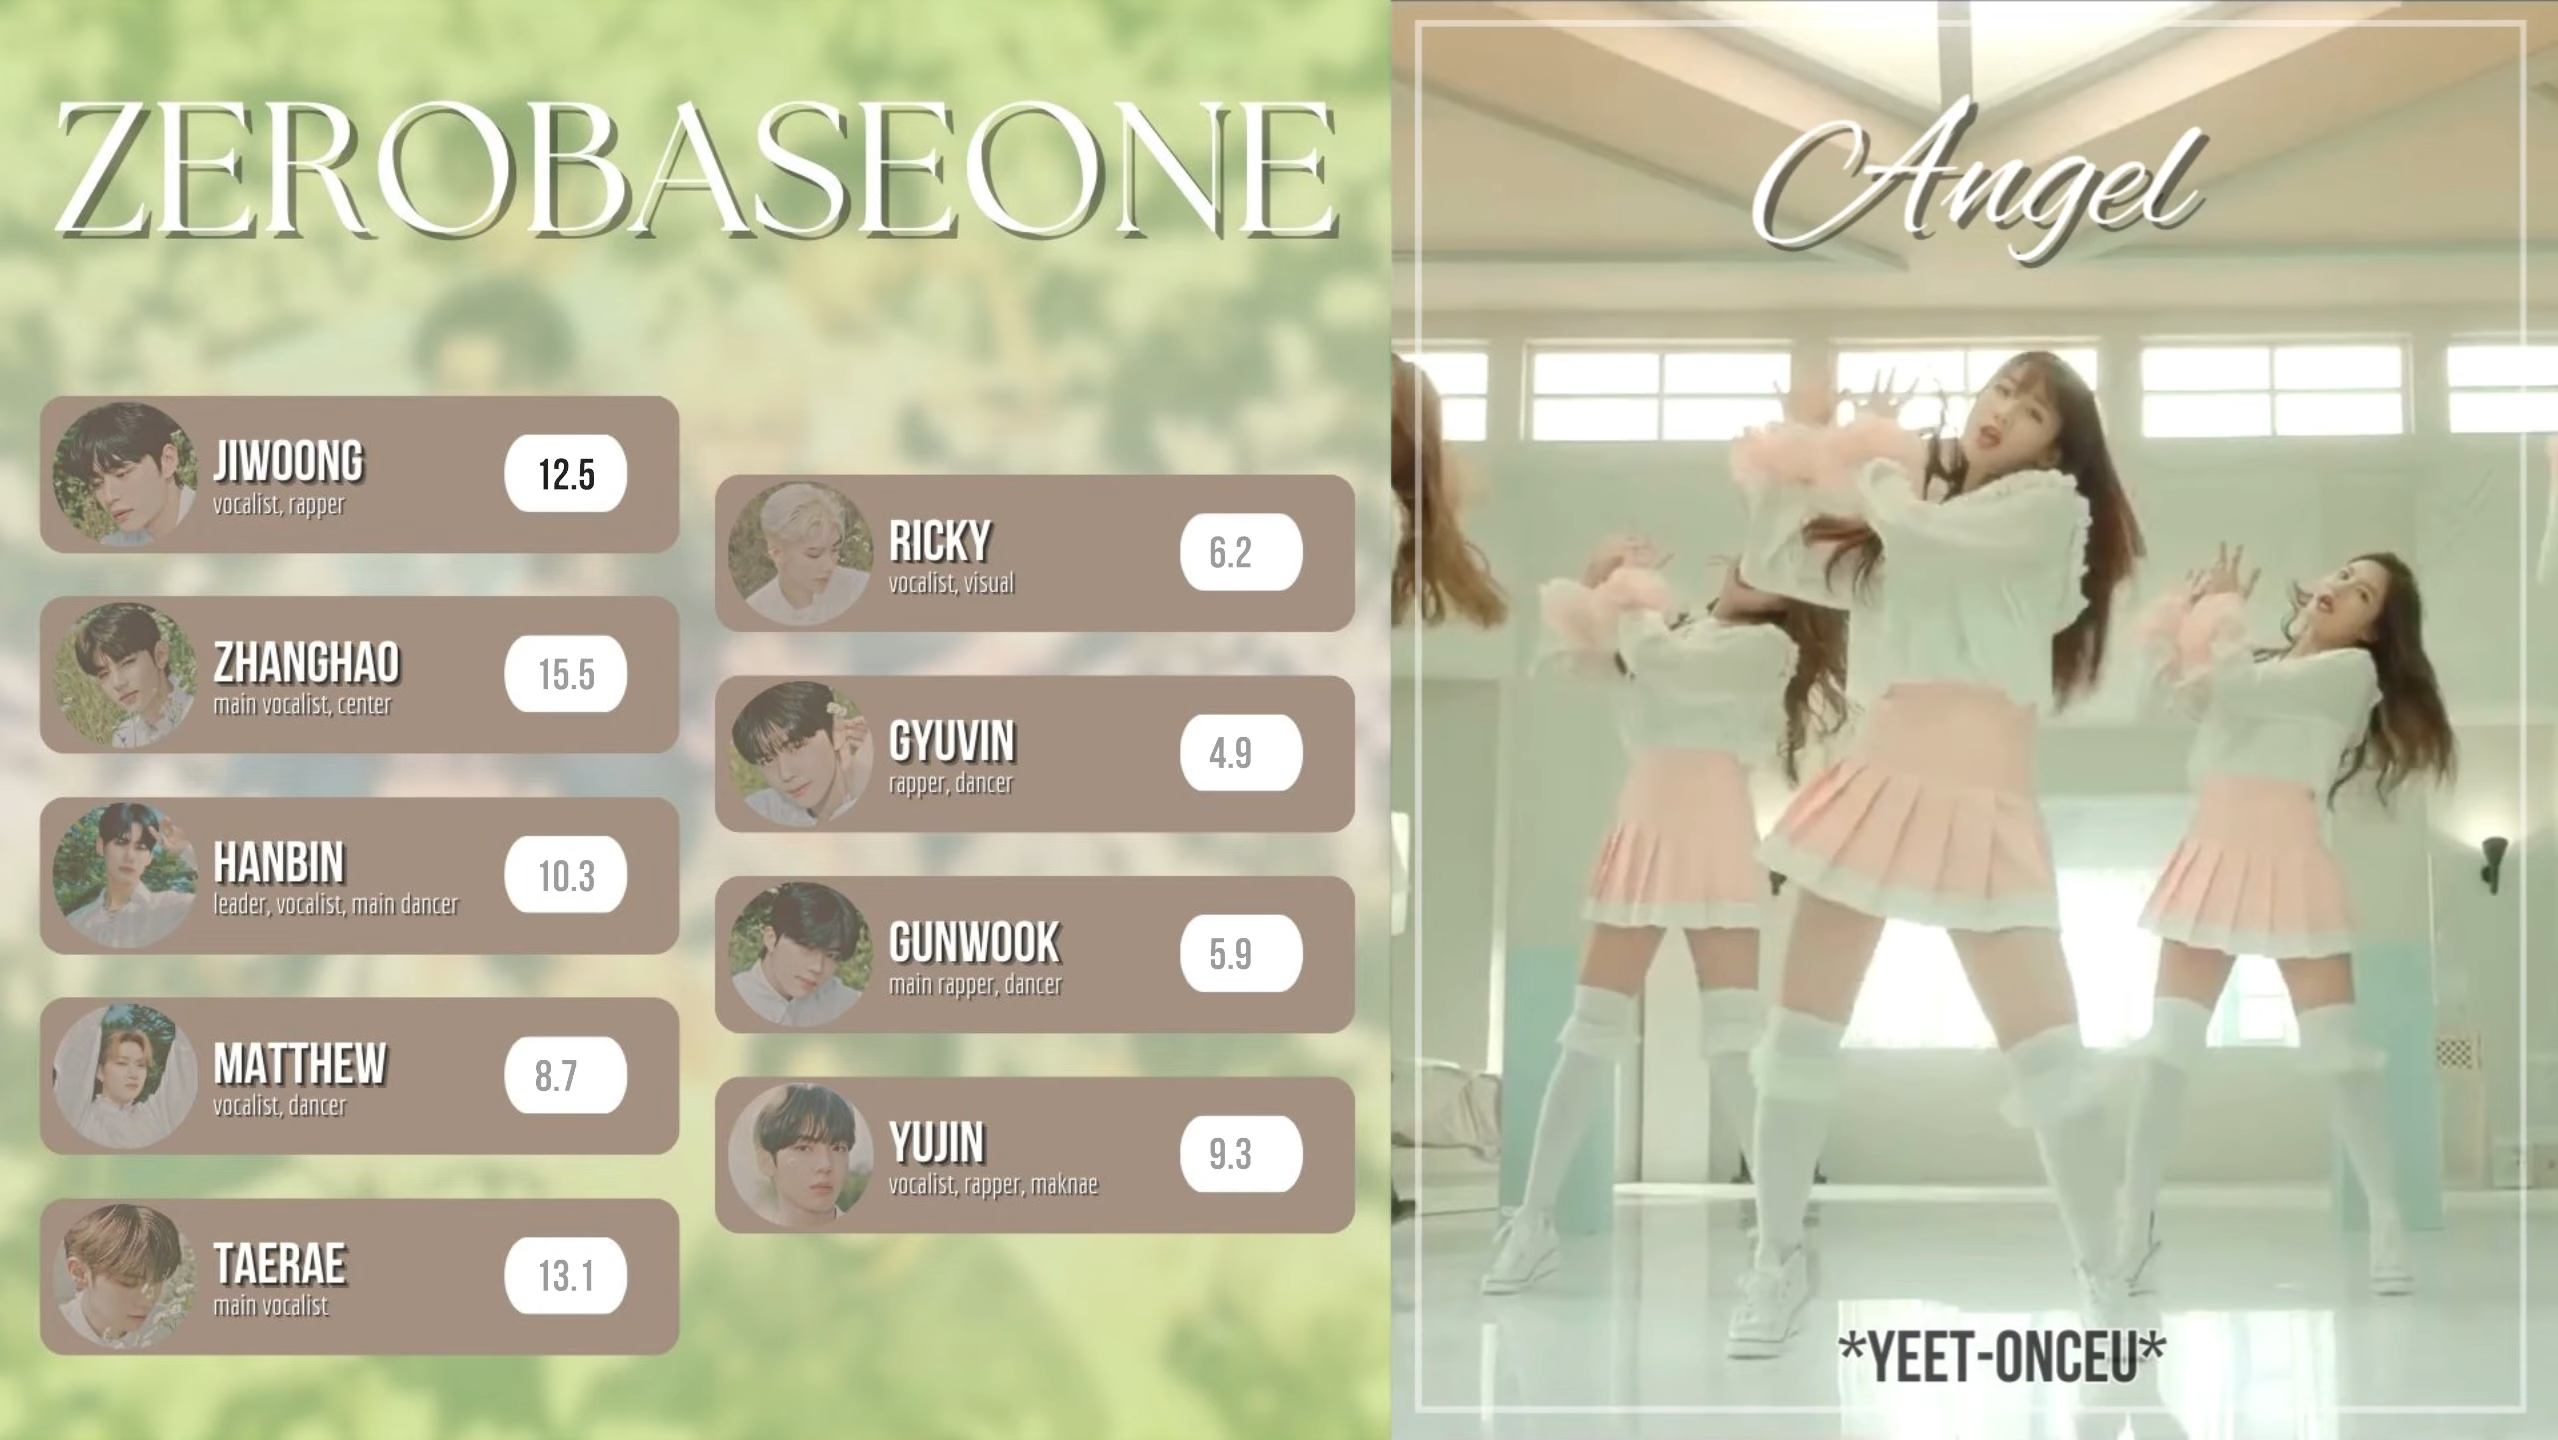 ZEROBASEONE
JIWOONG
vocalist, rapper
12.5
ZHANGHAO
main vocalist, center
15.5
HANBIN
leader, vocalist, main dancer
10.3
MATTHEW
vocalist, dancer
8.7
TAERAE
main vocalist
13.1
RICKY
vocalist, visual
6.2
GYUVIN
rapper, dancer
4.9
GUNWOOK
main rapper, dancer
5.9
YUJIN
vocalist, rapper, maknae
9.3
Angel
*YEET-ONCEU*